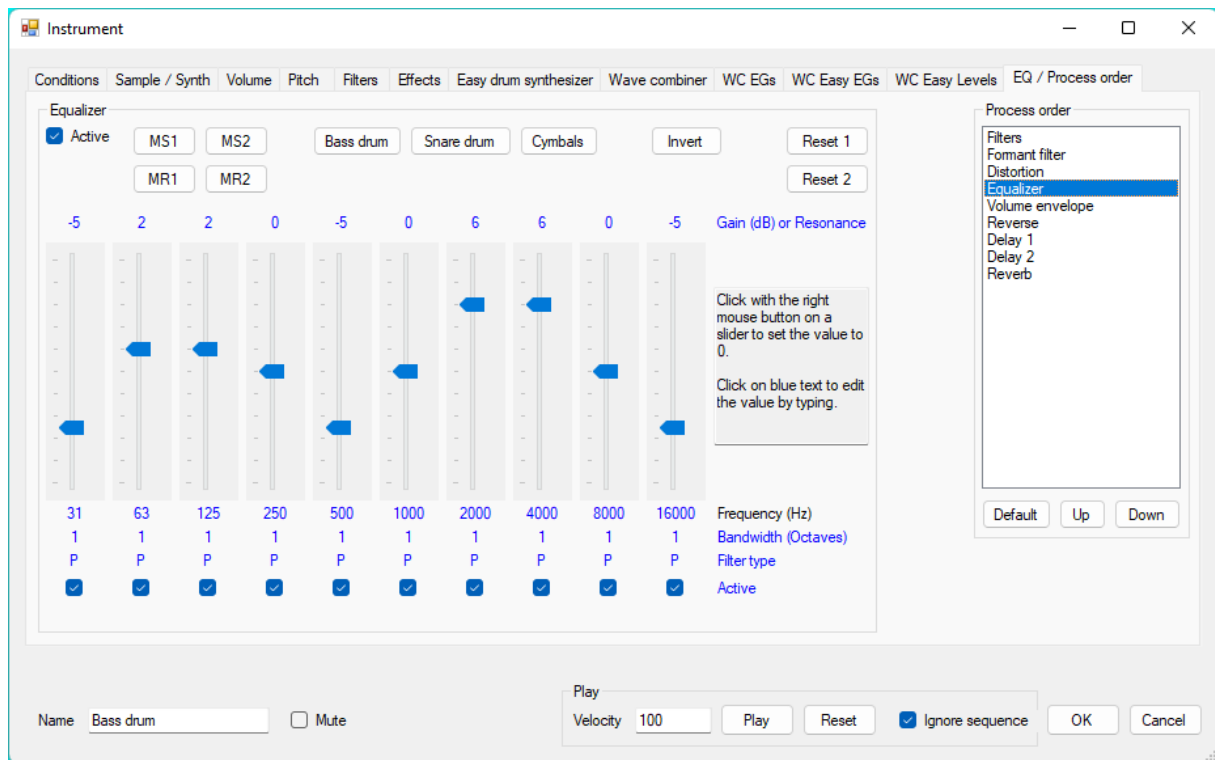 Instrument
Conditions Sample / Synth Volume Pitch Filters Effects Easy drum synthesizer Wave combiner WC EGs WC Easy EGs WC Easy Levels EQ / Process order
Equalizer
Active MS1 MS2 Bass drum Snare drum Cymbals Invert Reset 1
MR1 MR2 Reset 2
-5 2 2 0 -5 0 6 6 0 -5 Gain (dB) or Resonance
Click with the right
mouse button on a
slider to set the value to
0.
Click on blue text to edit
the value by typing.
31 63 125 250 500 1000 2000 4000 8000 16000 Frequency (Hz)
1 1 1 1 1 1 1 1 1 1 Bandwidth (Octaves)
P P P P P P P P P P Filter type
Active
Process order
Filters
Formant filter
Distortion
Equalizer
Volume envelope
Reverse
Delay 1
Delay 2
Reverb
Default Up Down
Name Bass drum Mute
Play
Velocity 100 Play Reset Ignore sequence OK Cancel